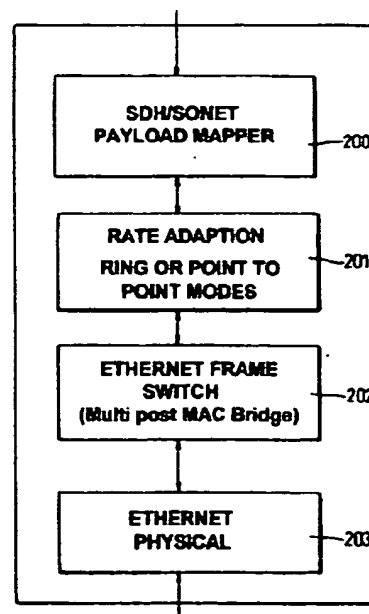 SDH/SONET
PAYLOAD MAPPER
200
RATE ADAPTION
RING OR POINT TO
POINT MODES
201
ETHERNET FRAME
SWITCH
(Multi post MAC Bridge)
202
ETHERNET
PHYSICAL
203